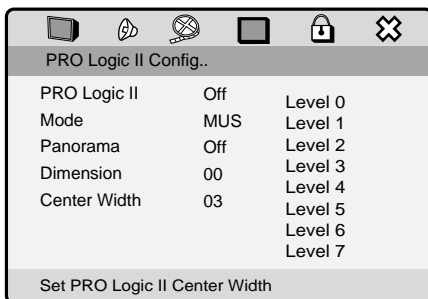 PRO Logic II Config..
PRO Logic II Off
Mode MUS
Panorama Off
Dimension 00
Center Width 03
Level 0
Level 1
Level 2
Level 3
Level 4
Level 5
Level 6
Level 7
Set PRO Logic II Center Width